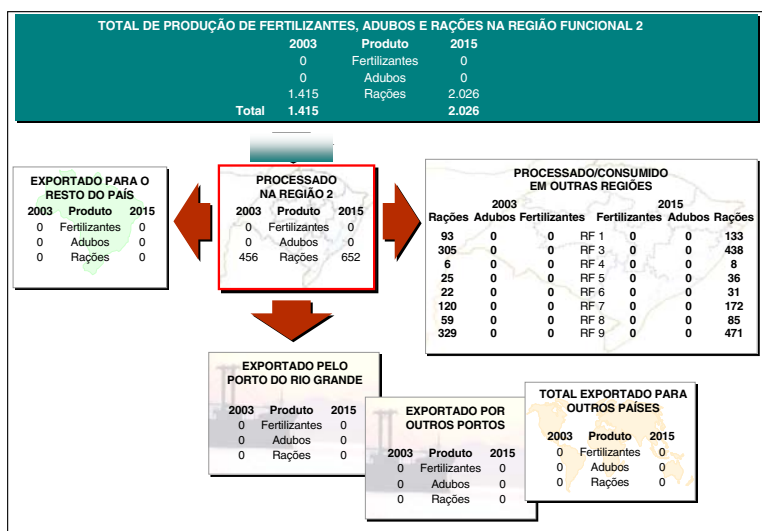 TOTAL DE PRODUÇÃO DE FERTILIZANTES, ADUBOS E RAÇÕES NA REGIÃO FUNCIONAL 2
2003 Produto 2015
0 Fertilizantes 0
0 Adubos 0
1.415 Rações 2.026
Total 1.415 2.026
EXPORTADO PARA O
RESTO DO PAÍS
2003 Produto 2015
0 Fertilizantes 0
0 Adubos 0
0 Rações 0
PROCESSADO
NA REGIÃO 2
2003 Produto 2015
0 Fertilizantes 0
0 Adubos 0
456 Rações 652
PROCESSADO/CONSUMIDO
EM OUTRAS REGIÕES
2003 2015
Rações Adubos Fertilizantes Fertilizantes Adubos Rações
93 0 0 RF 1 0 0 133
305 0 0 RF 3 0 0 438
6 0 0 RF 4 0 0 8
25 0 0 RF 5 0 0 36
22 0 0 RF 6 0 0 31
120 0 0 RF 7 0 0 172
59 0 0 RF 8 0 0 85
329 0 0 RF 9 0 0 471
EXPORTADO PELO
PORTO DO RIO GRANDE
2003 Produto 2015
0 Fertilizantes 0
0 Adubos 0
0 Rações 0
EXPORTADO POR
OUTROS PORTOS
2003 Produto 2015
0 Fertilizantes 0
0 Adubos 0
0 Rações 0
TOTAL EXPORTADO PARA
OUTROS PAÍSES
2003 Produto 2015
0 Fertilizantes 0
0 Adubos 0
0 Rações 0